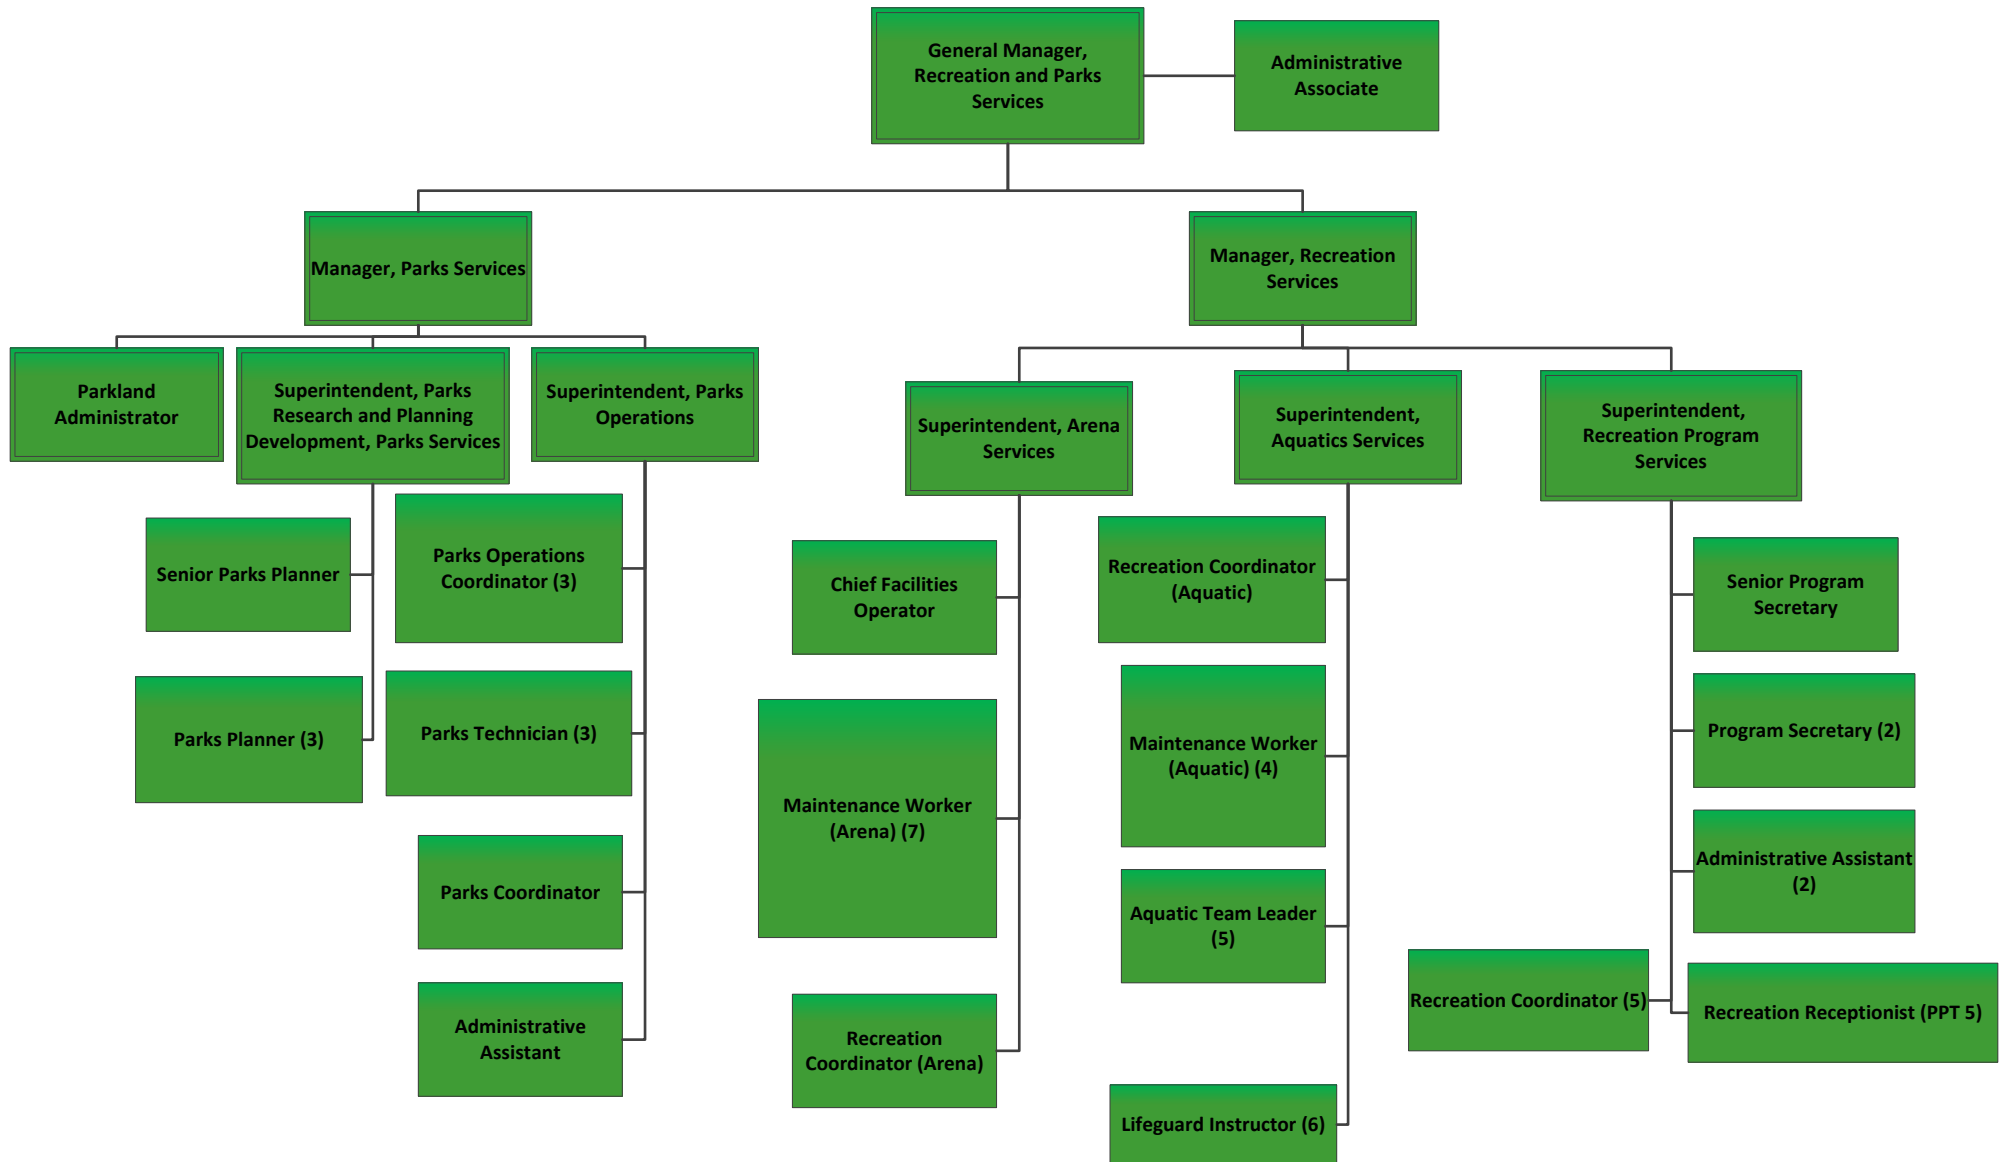 General Manager,
Recreation and Parks
Services
Administrative
Associate
Manager, Parks Services
Manager, Recreation
Services
Parkland
Administrator
Superintendent, Parks
Research and Planning
Development, Parks Services
Superintendent, Parks
Operations
Superintendent, Arena
Services
Superintendent,
Aquatics Services
Superintendent,
Recreation Program
Services
Senior Parks Planner
Parks Planner (3)
Parks Operations
Coordinator (3)
Parks Technician (3)
Parks Coordinator
Administrative
Assistant
Chief Facilities
Operator
Maintenance Worker
(Arena) (7)
Recreation
Coordinator (Arena)
Recreation Coordinator
(Aquatic)
Maintenance Worker
(Aquatic) (4)
Aquatic Team Leader
(5)
Lifeguard Instructor (6)
Senior Program
Secretary
Program Secretary (2)
Administrative Assistant
(2)
Recreation Coordinator (5)
Recreation Receptionist (PPT 5)